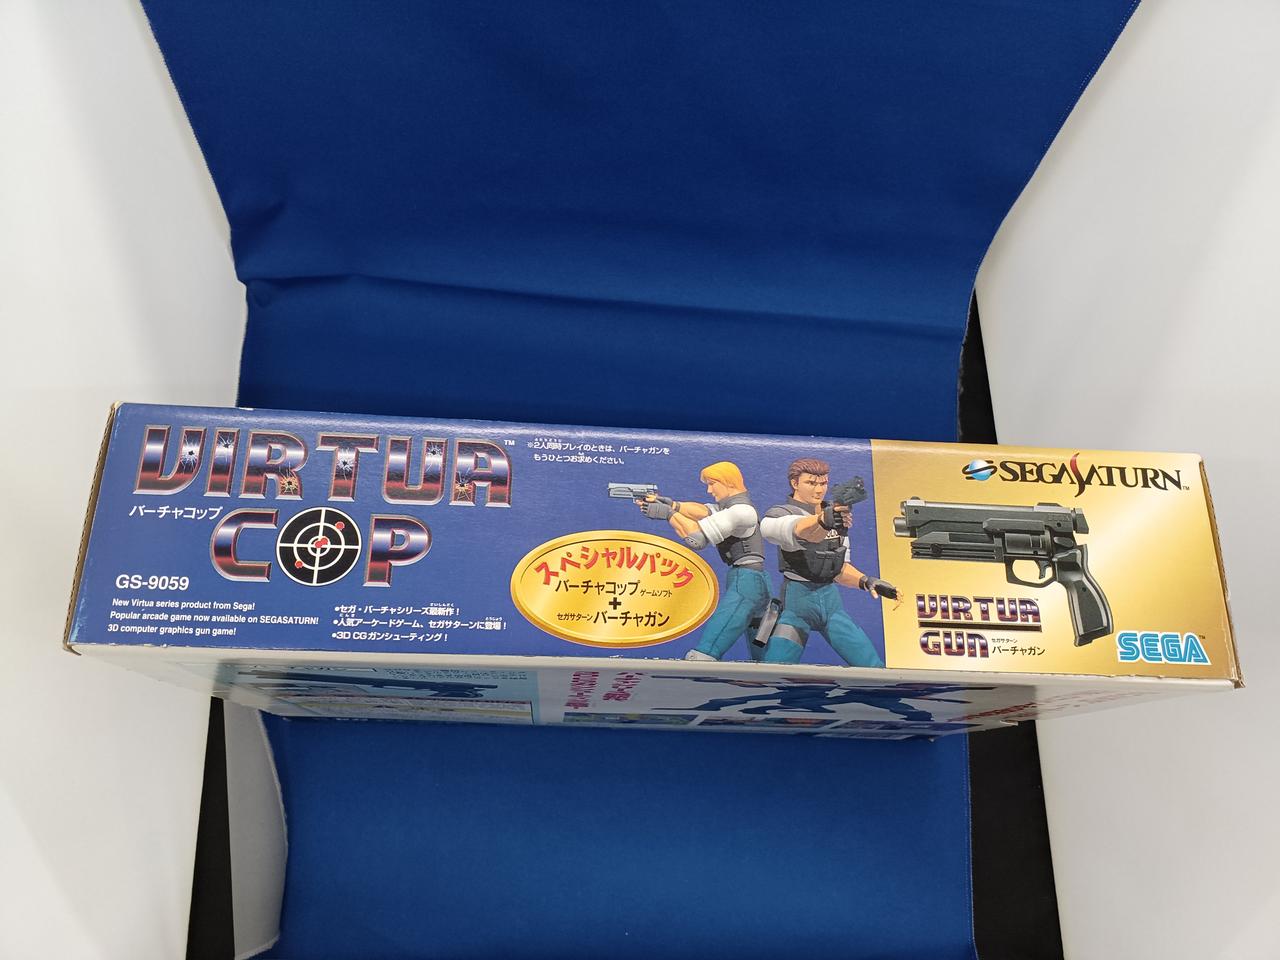 VIRTUA COP™
バーチャコップ
GS-9059
New Virtua series product from Sega!
Popular arcade game now available on SEGASATURN!
3D computer graphics gun game!
●セガ・バーチャシリーズ最新作!
●人気アーケードゲーム、セガサターンに登場!
●3D CGガンシューティング!
※2人同時プレイのときは、バーチャガンを
もうひとつお求めください。
スペシャルパック
バーチャコップ ゲームソフト
+
セガサターン バーチャガン
SEGASATURN™
VIRTUA
GUN
セガサターン
バーチャガン
SEGA™